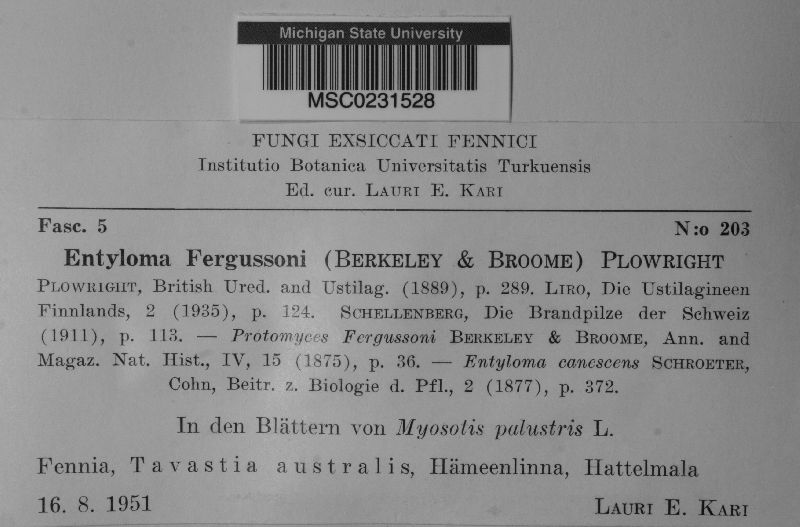 Michigan State University
MSC0231528
FUNGI EXSICCATI FENNICI
Institutio Botanica Universitatis Turkuensis
Ed. cur. LAURI E. KARI
Fasc. 5 N:o 203
Entyloma Fergussoni (BERKELEY & BROOME) PLOWRIGHT
PLOWRIGHT, British Ured. and Ustilag. (1889), p. 289. LIRO, Die Ustilagineen
Finnlands, 2 (1935), p. 124. SCHELLENBERG, Die Brandpilze der Schweiz
(1911), p. 113. — Protomyces Fergussoni BERKELEY & BROOME, Ann. and
Magaz. Nat. Hist., IV, 15 (1875), p. 36. — Entyloma canescens SCHROETER,
Cohn, Beitr. z. Biologie d. Pfl., 2 (1877), p. 372.
In den Blättern von Myosotis palustris L.
Fennia, Tavastia australis, Hämeenlinna, Hattelmala
16. 8. 1951 LAURI E. KARI